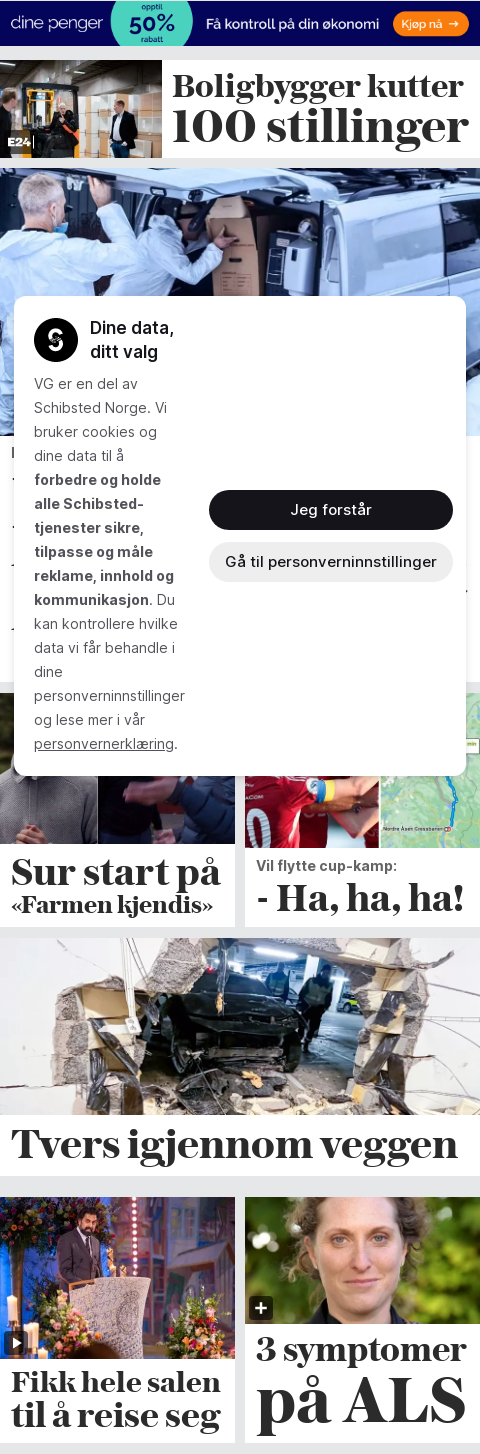 dine penger
opptil
50%
rabatt
Få kontroll på din økonomi
Kjøp nå →
E24
Boligbygger kutter
100 stillinger
Dine data,
ditt valg
VG er en del av
Schibsted Norge. Vi
bruker cookies og
dine data til å
forbedre og holde
alle Schibsted-
tjenester sikre,
tilpasse og måle
reklame, innhold og
kommunikasjon. Du
kan kontrollere hvilke
data vi får behandle i
dine
personverninnstillinger
og lese mer i vår
personvernerklæring.
Jeg forstår
Gå til personverninnstillinger
Sur start på
«Farmen kjendis»
Nordre Åsen Gressbanen
Vil flytte cup-kamp:
- Ha, ha, ha!
Tvers igjennom veggen
Fikk hele salen
til å reise seg
3 symptomer
på ALS